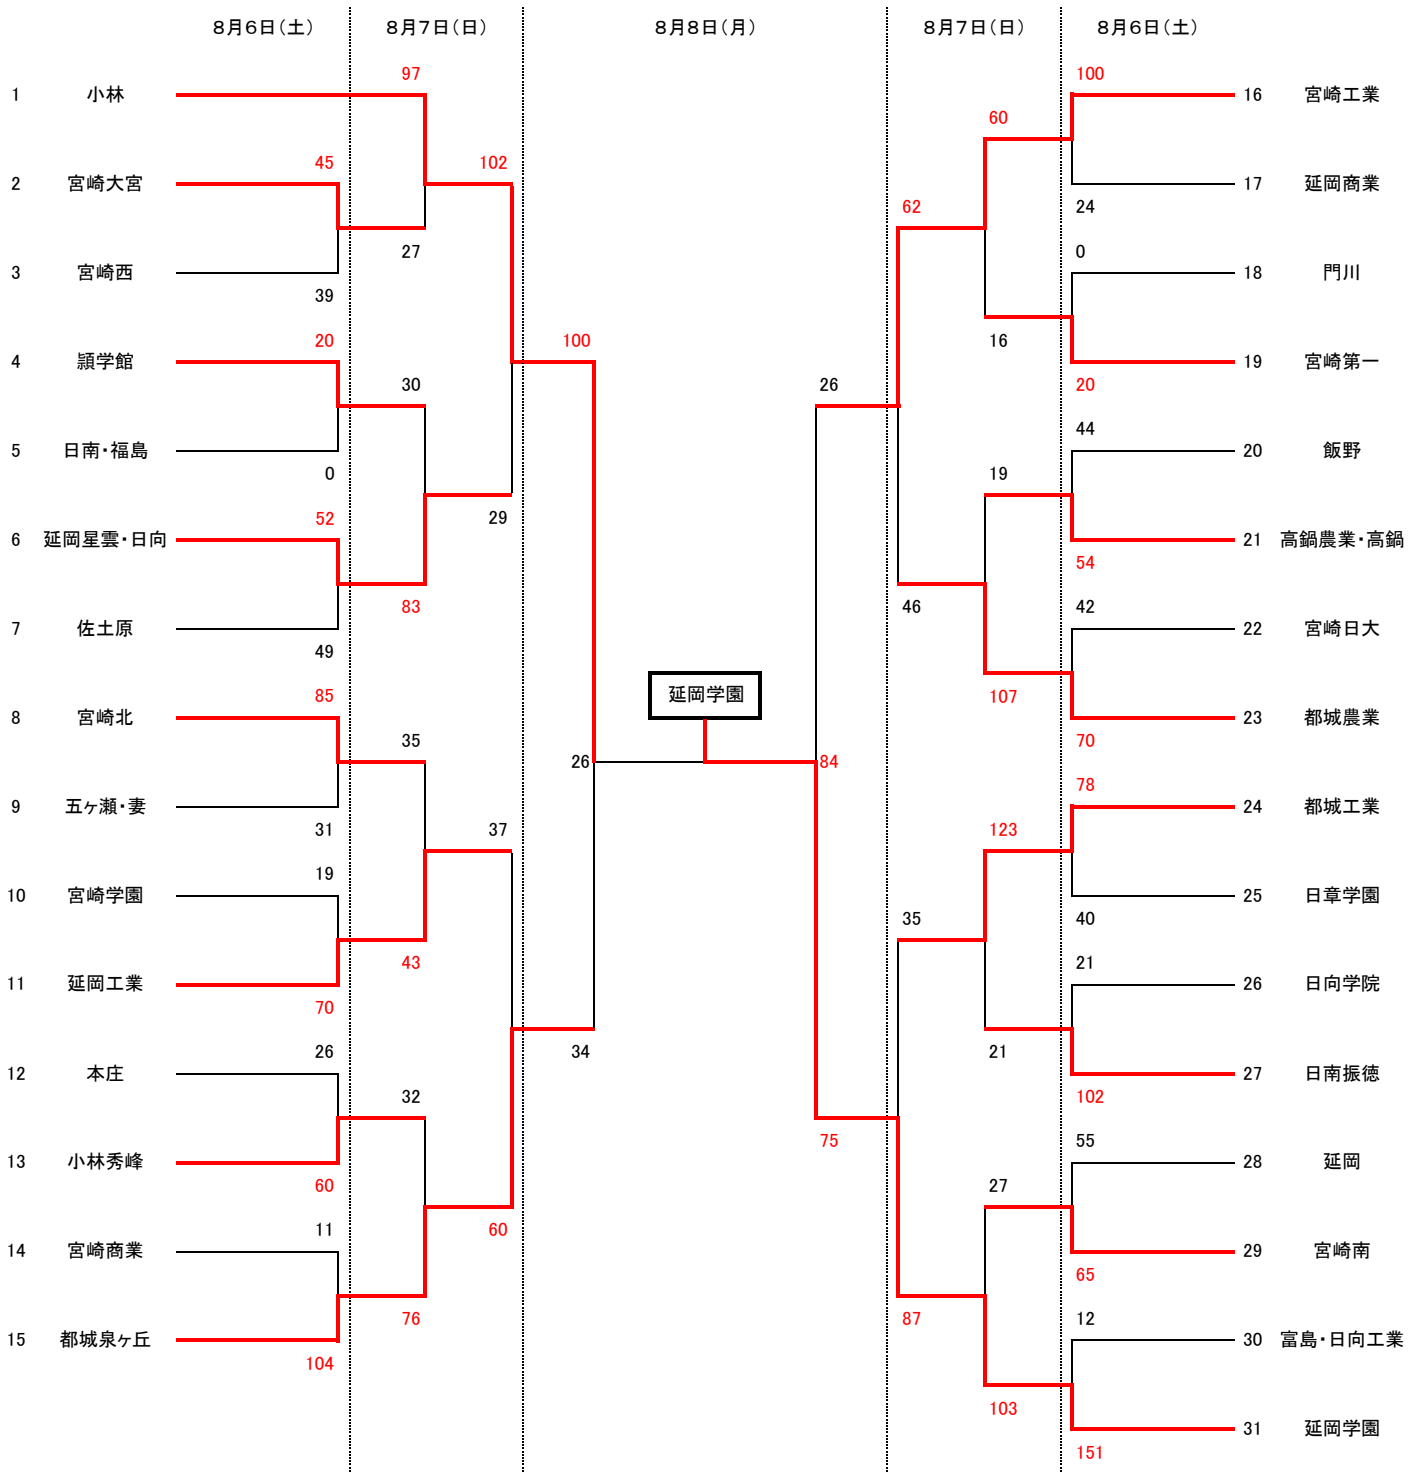 8月6日(土) 8月7日(日) 8月8日(月) 8月7日(日) 8月6日(土)
97 100
1 小林 16 宮崎工業
60
45 102
2 宮崎大宮 17 延岡商業
62 24
27 0
3 宮崎西 18 門川
39
20 100 16
4 頴学館 19 宮崎第一
30 26 20
44
5 日南・福島 20 飯野
0 19
52 29
6 延岡星雲・日向 21 高鍋農業・高鍋
54
83 46 42
7 佐土原 22 宮崎日大
49
85 延岡学園 107
8 宮崎北 23 都城農業
35 70
26 84
78
9 五ヶ瀬・妻 24 都城工業
31 37 123
19
10 宮崎学園 25 日章学園
35 40
43 21
11 延岡工業 26 日向学院
70
26 34 21
12 本庄 27 日南振徳
32 102
75 55
13 小林秀峰 28 延岡
60 27
11 60
14 宮崎商業 29 宮崎南
65
76 87 12
15 都城泉ヶ丘 30 富島・日向工業
104
103
31 延岡学園
151